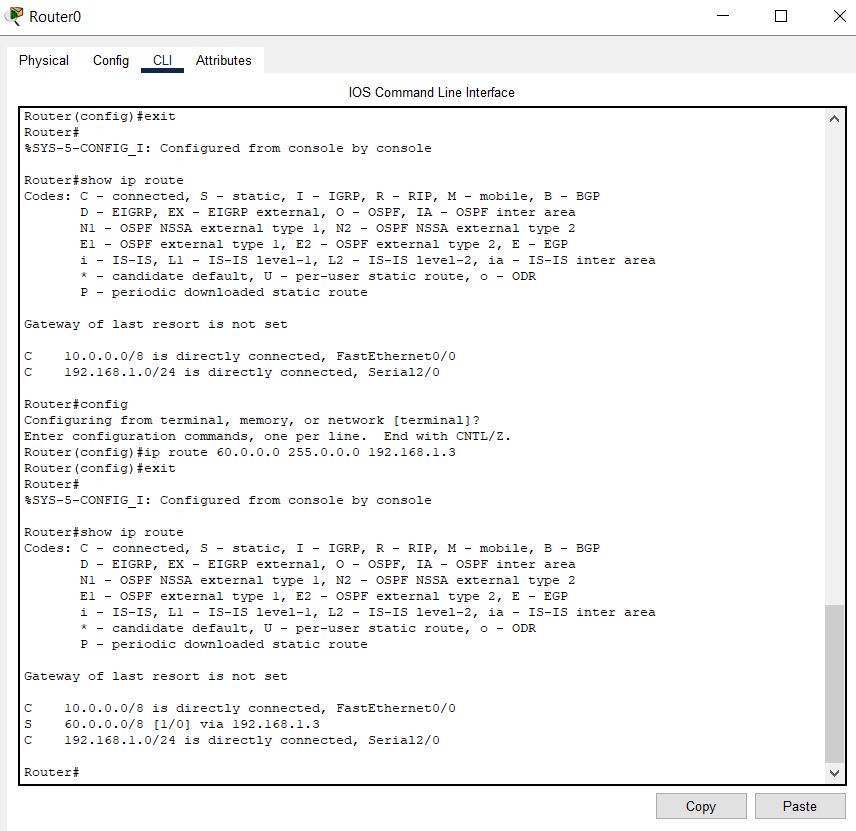 Router0
Physical Config CLI Attributes
IOS Command Line Interface
Router(config)#exit
Router#
%SYS-5-CONFIG_I: Configured from console by console
Router#show ip route
Codes: C - connected, S - static, I - IGRP, R - RIP, M - mobile, B - BGP
D - EIGRP, EX - EIGRP external, O - OSPF, IA - OSPF inter area
N1 - OSPF NSSA external type 1, N2 - OSPF NSSA external type 2
E1 - OSPF external type 1, E2 - OSPF external type 2, E - EGP
i - IS-IS, L1 - IS-IS level-1, L2 - IS-IS level-2, ia - IS-IS inter area
* - candidate default, U - per-user static route, o - ODR
P - periodic downloaded static route
Gateway of last resort is not set
C 10.0.0.0/8 is directly connected, FastEthernet0/0
C 192.168.1.0/24 is directly connected, Serial2/0
Router#config
Configuring from terminal, memory, or network [terminal]?
Enter configuration commands, one per line. End with CNTL/Z.
Router(config)#ip route 60.0.0.0 255.0.0.0 192.168.1.3
Router(config)#exit
Router#
%SYS-5-CONFIG_I: Configured from console by console
Router#show ip route
Codes: C - connected, S - static, I - IGRP, R - RIP, M - mobile, B - BGP
D - EIGRP, EX - EIGRP external, O - OSPF, IA - OSPF inter area
N1 - OSPF NSSA external type 1, N2 - OSPF NSSA external type 2
E1 - OSPF external type 1, E2 - OSPF external type 2, E - EGP
i - IS-IS, L1 - IS-IS level-1, L2 - IS-IS level-2, ia - IS-IS inter area
* - candidate default, U - per-user static route, o - ODR
P - periodic downloaded static route
Gateway of last resort is not set
C 10.0.0.0/8 is directly connected, FastEthernet0/0
S 60.0.0.0/8 [1/0] via 192.168.1.3
C 192.168.1.0/24 is directly connected, Serial2/0
Router#
Copy Paste